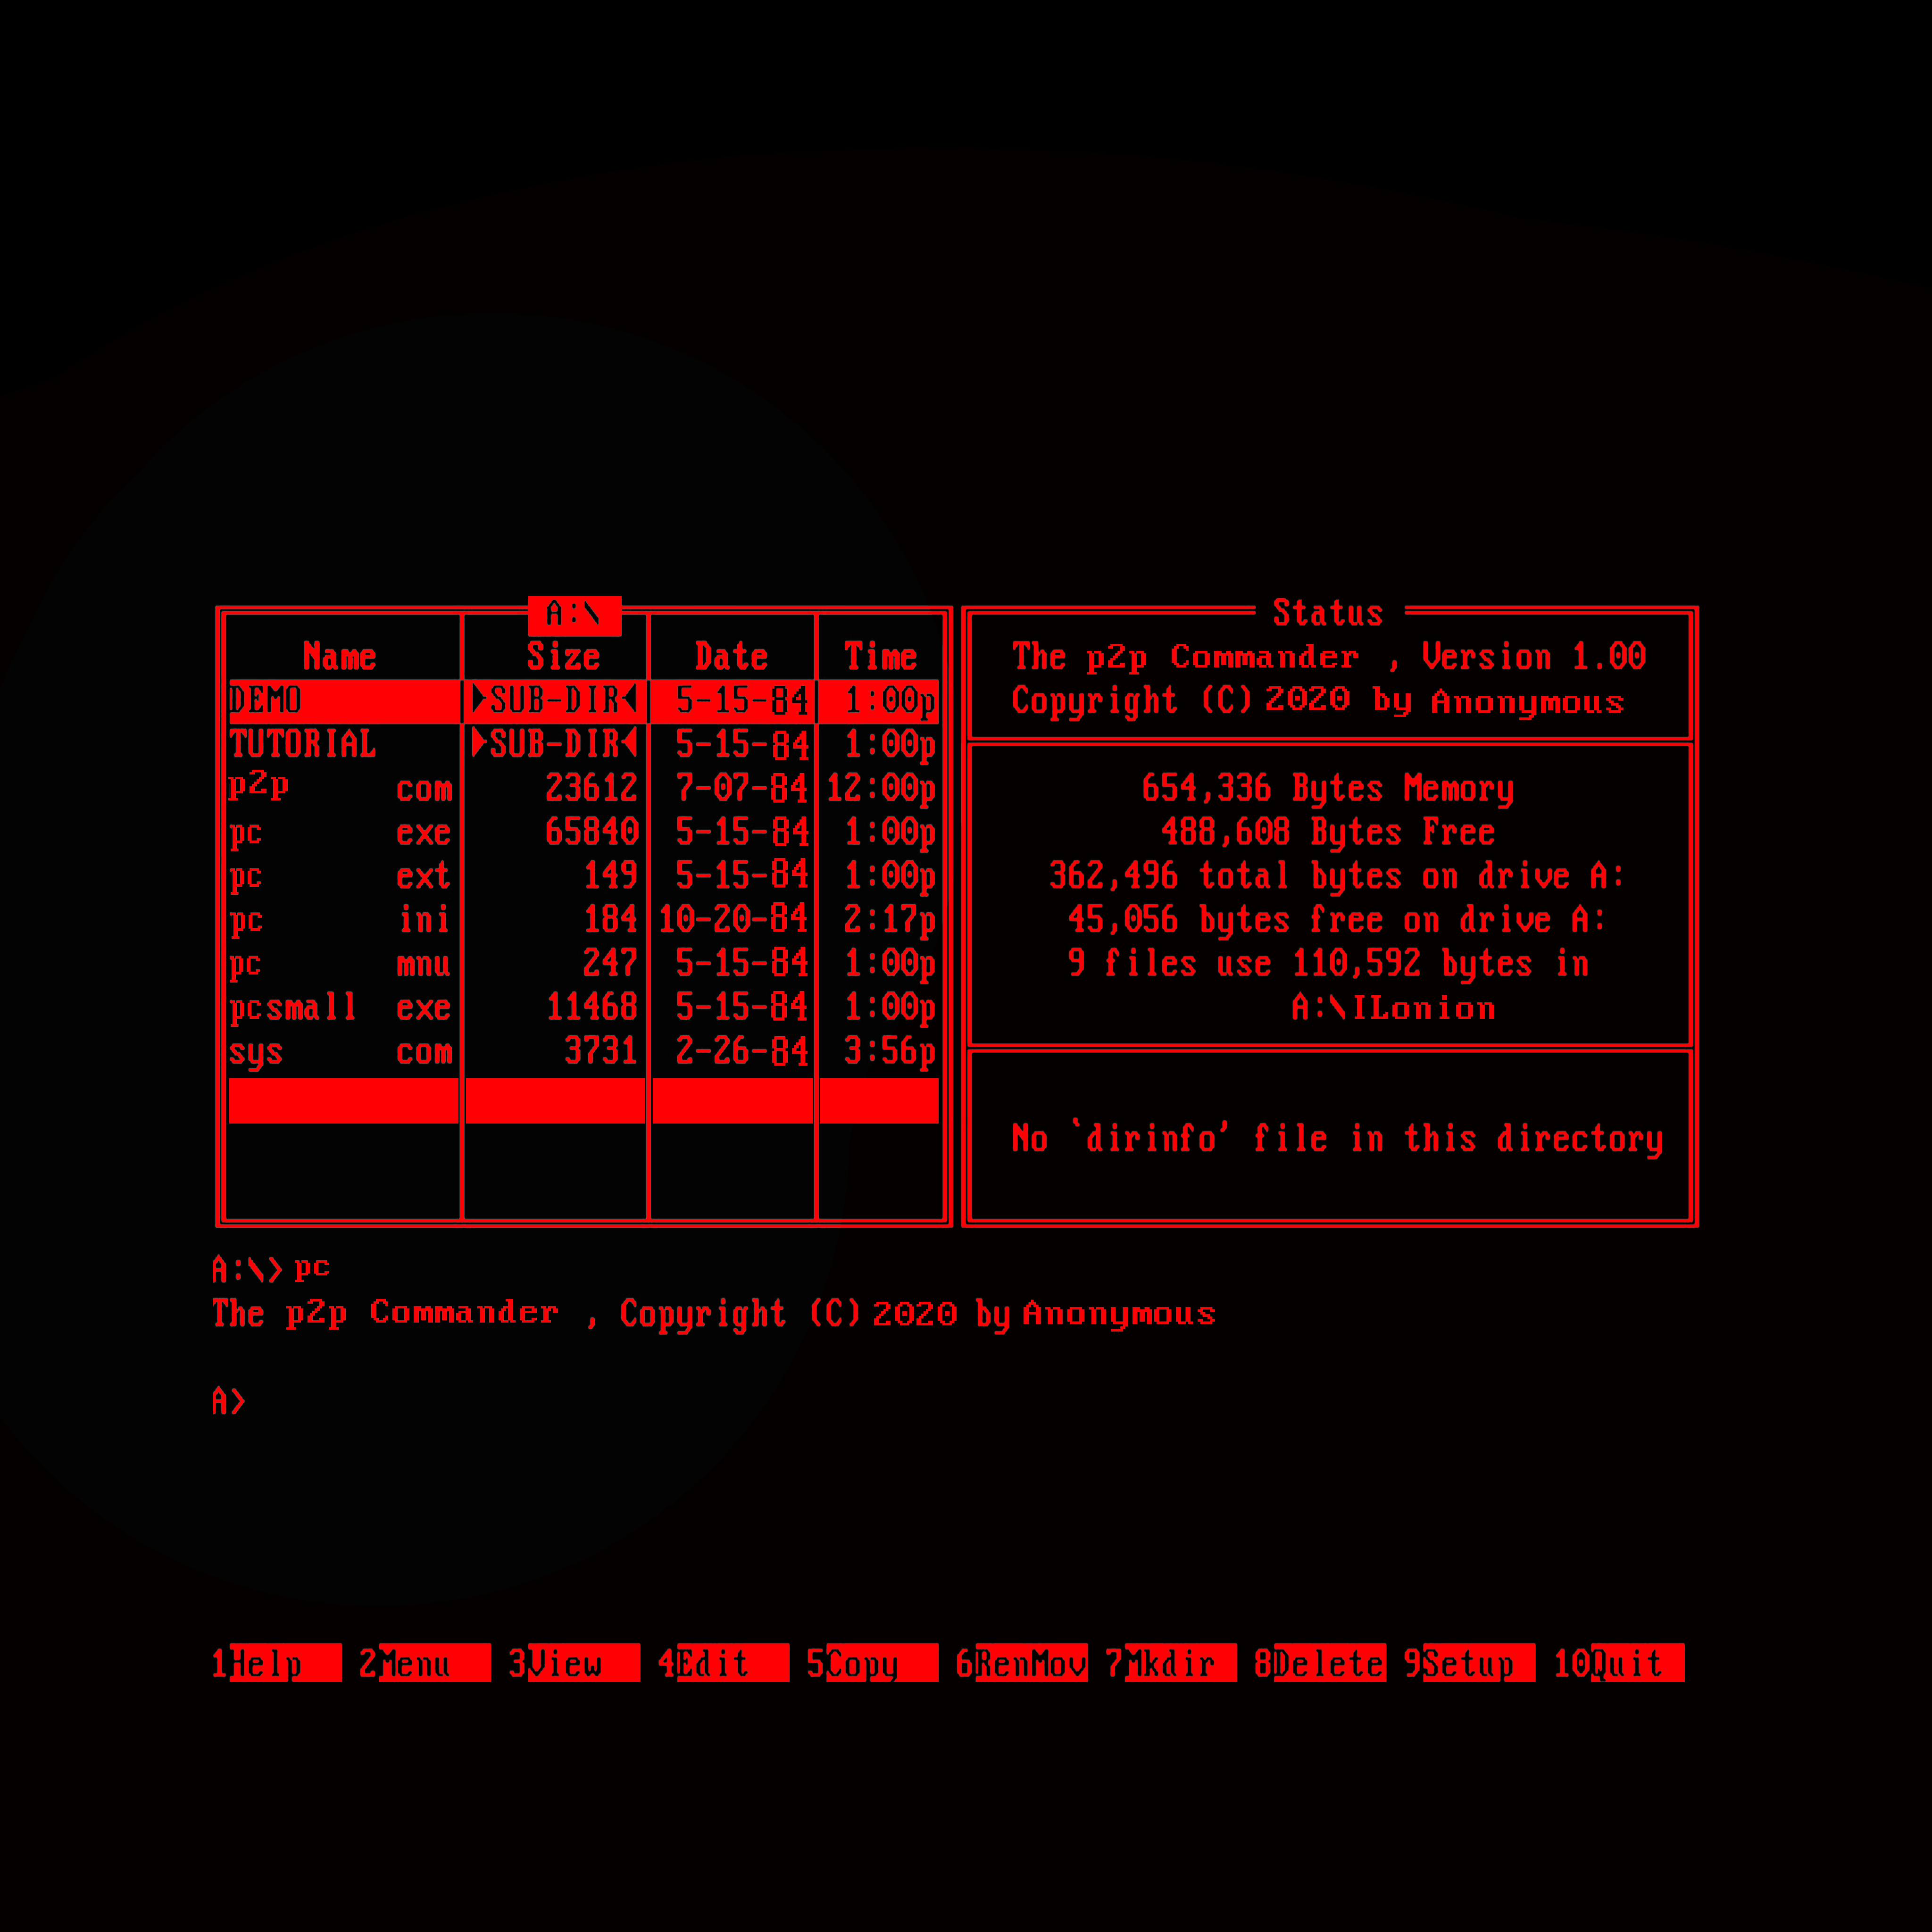 A:\
Name Size Date Time
DEMO ►SUB-DIR◄ 5-15-84 1:00p
TUTORIAL ►SUB-DIR◄ 5-15-84 1:00p
p2p com 23612 7-07-84 12:00p
pc exe 65840 5-15-84 1:00p
pc ext 149 5-15-84 1:00p
pc ini 184 10-20-84 2:17p
pc mnu 247 5-15-84 1:00p
pcsmall exe 11468 5-15-84 1:00p
sys com 3731 2-26-84 3:56p
Status
The p2p Commander , Version 1.00
Copyright (C) 2020 by Anonymous
654,336 Bytes Memory
488,608 Bytes Free
362,496 total bytes on drive A:
45,056 bytes free on drive A:
9 files use 110,592 bytes in
A:\ILonion
No ‘dirinfo’ file in this directory
A:\> pc
The p2p Commander , Copyright (C) 2020 by Anonymous
A>
1Help 2Menu 3View 4Edit 5Copy 6RenMov 7Mkdir 8Delete 9Setup 10Quit